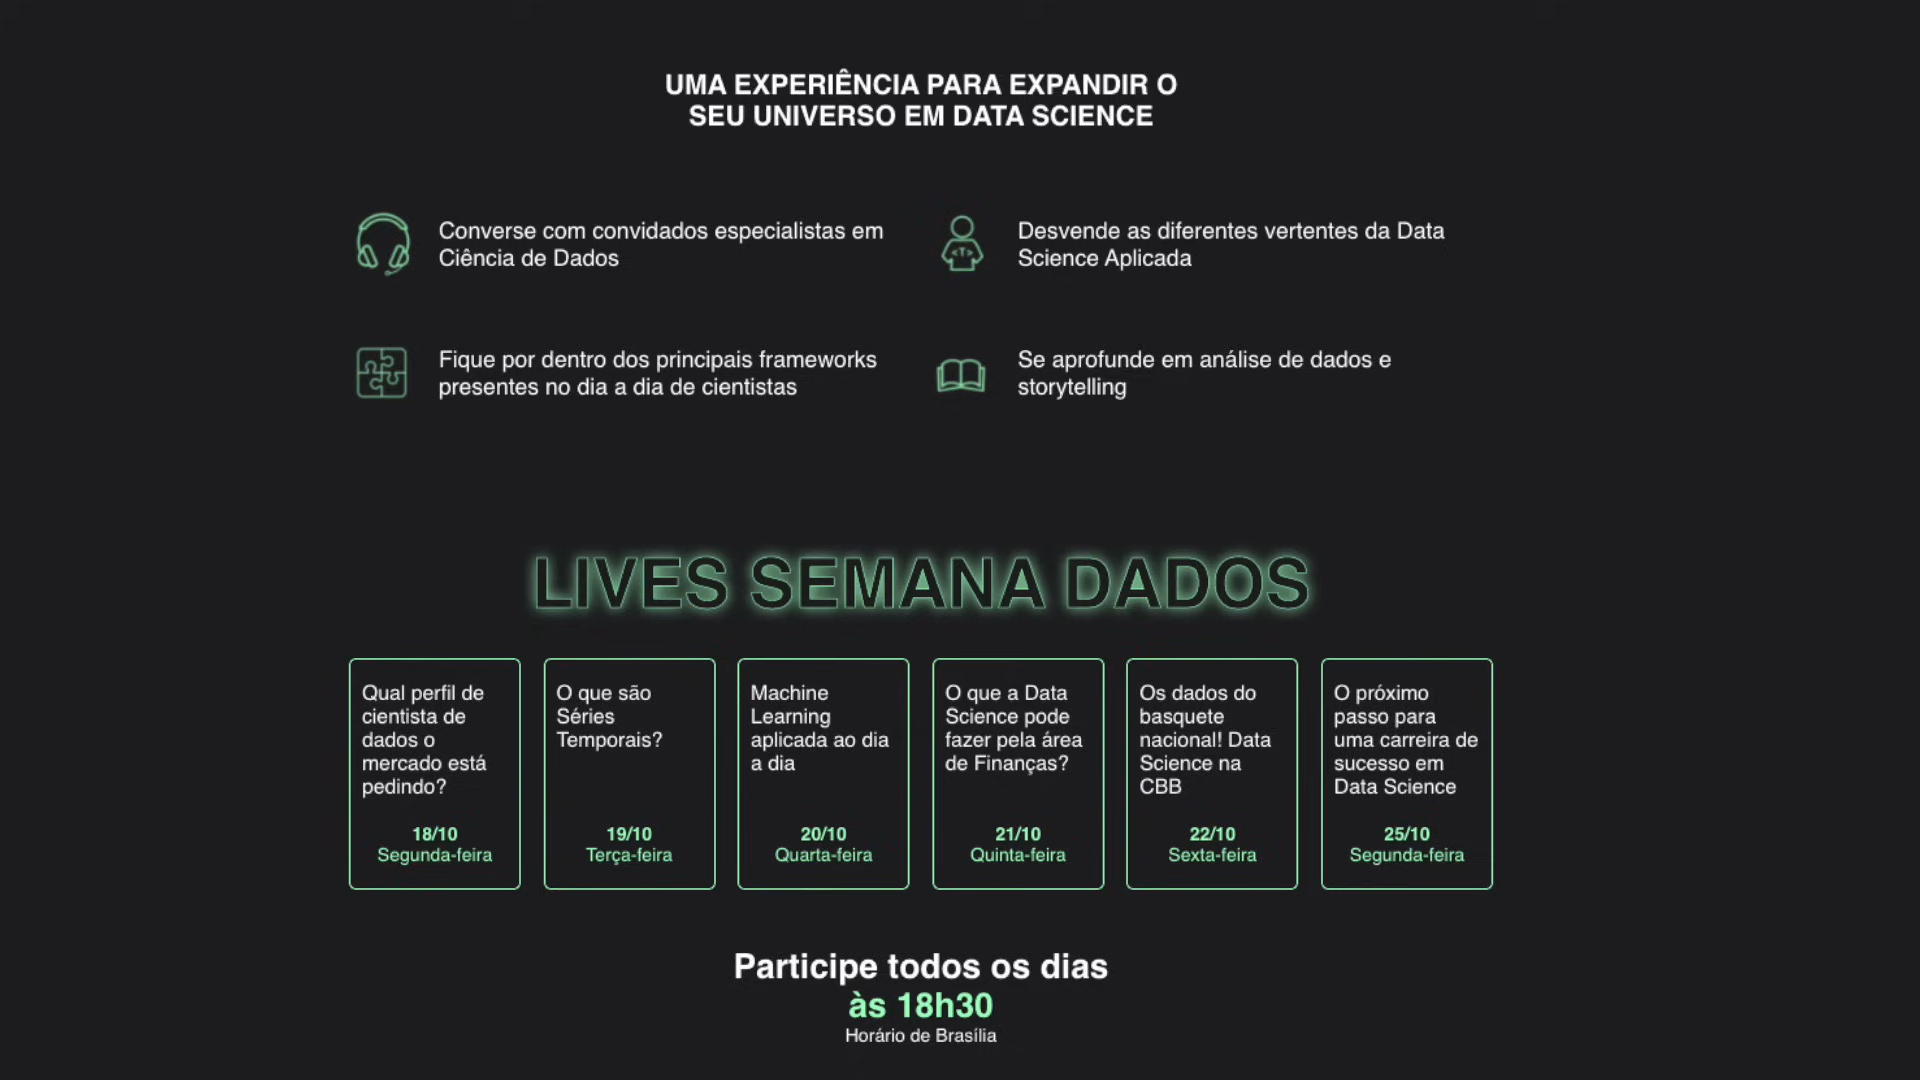 UMA EXPERIÊNCIA PARA EXPANDIR O
SEU UNIVERSO EM DATA SCIENCE
Converse com convidados especialistas em
Ciência de Dados
Desvende as diferentes vertentes da Data
Science Aplicada
<T>
Fique por dentro dos principais frameworks
presentes no dia a dia de cientistas
Se aprofunde em análise de dados e
storytelling
LIVES SEMANA DADOS
Qual perfil de
cientista de
dados o
mercado está
pedindo?
18/10
Segunda-feira
O que são
Séries
Temporais?
19/10
Terça-feira
Machine
Learning
aplicada ao dia
a dia
20/10
Quarta-feira
O que a Data
Science pode
fazer pela área
de Finanças?
21/10
Quinta-feira
Os dados do
basquete
nacional! Data
Science na
CBB
22/10
Sexta-feira
O próximo
passo para
uma carreira de
sucesso em
Data Science
25/10
Segunda-feira
Participe todos os dias
às 18h30
Horário de Brasília